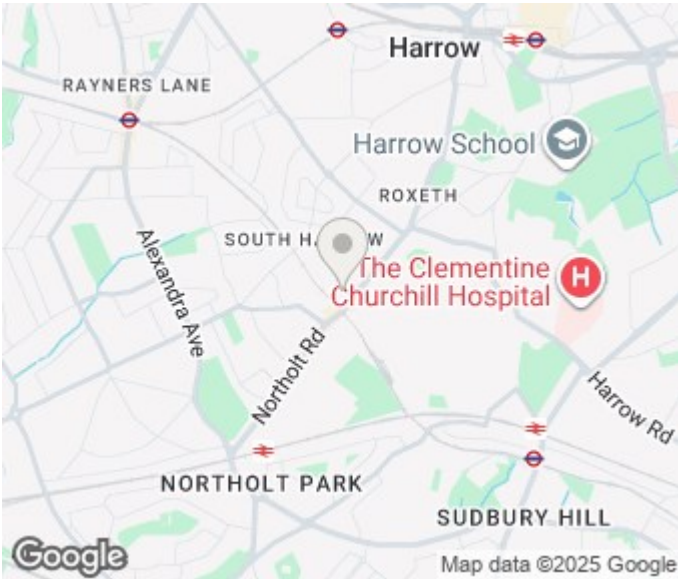 Harrow
RAYNERS LANE
Harrow School
ROXETH
SOUTH HA W
The Clementine
Churchill Hospital
H
Alexandra Ave
Northolt Rd
Harrow Rd
NORTHOLT PARK
SUDBURY HILL
Google
Map data ©2025 Google